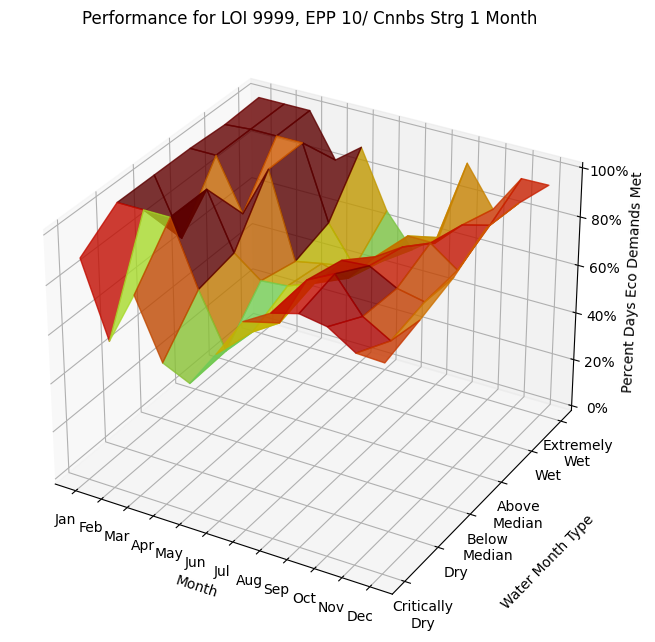 Performance for LOI 9999, EPP 10/ Cnnbs Strg 1 Month
100%
80%
60%
40%
20%
0%
Percent Days Eco Demands Met
Extremely
Wet
Wet
Above
Median
Below
Median
Dry
Critically
Dry
Water Month Type
Jan
Feb
Mar
Apr
May
Jun
Jul
Aug
Sep
Oct
Nov
Dec
Month